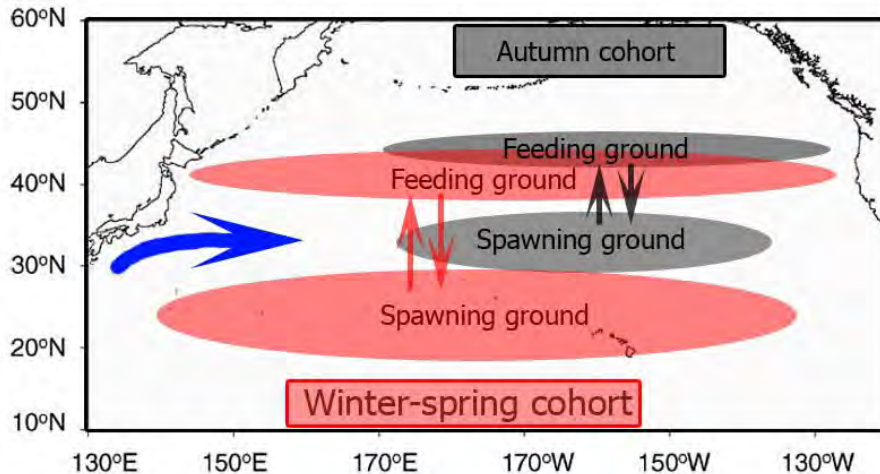 60ºN
Autumn cohort
50ºN
Feeding ground
40ºN
Feeding ground
Spawning ground
30ºN
Spawning ground
20ºN
Winter-spring cohort
10ºN
130ºE 150ºE 170ºE 170ºW 150ºW 130ºW